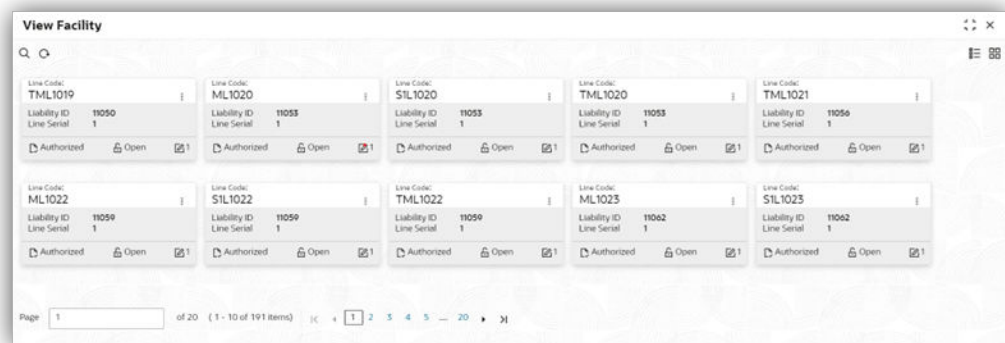 View Facility
Line Code: Line Code: Line Code: Line Code: Line Code:
TML1019 ML1020 S1L1020 TML1020 TML1021
Liability ID 11050 Liability ID 11053 Liability ID 11053 Liability ID 11053 Liability ID 11056
Line Serial 1 Line Serial 1 Line Serial 1 Line Serial 1 Line Serial 1
Authorized Open 1 Authorized Open 1 Authorized Open 1 Authorized Open 1 Authorized Open 1
Line Code: Line Code: Line Code: Line Code: Line Code:
ML1022 S1L1022 TML1022 ML1023 S1L1023
Liability ID 11059 Liability ID 11059 Liability ID 11059 Liability ID 11062 Liability ID 11062
Line Serial 1 Line Serial 1 Line Serial 1 Line Serial 1 Line Serial 1
Authorized Open 1 Authorized Open 1 Authorized Open 1 Authorized Open 1 Authorized Open 1
Page 1 of 20 (1 - 10 of 191 items) 1 2 3 4 5 ... 20